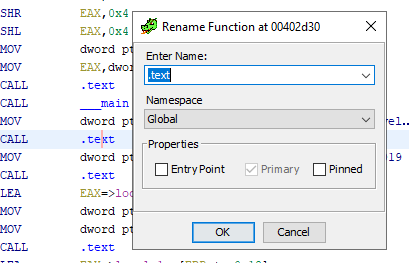 SHR EAX,0x4
SHL EAX,0x4
MOV dword pt
MOV EAX,dwor
CALL .text
CALL ___main
MOV dword pt vel..
CALL .text
MOV dword pt 19
CALL .text
LEA EAX=>loc
MOV dword pt
MOV dword pt
CALL .text
Rename Function at 00402d30
Enter Name:
.text
Namespace
Global
Properties
Entry Point Primary Pinned
OK Cancel